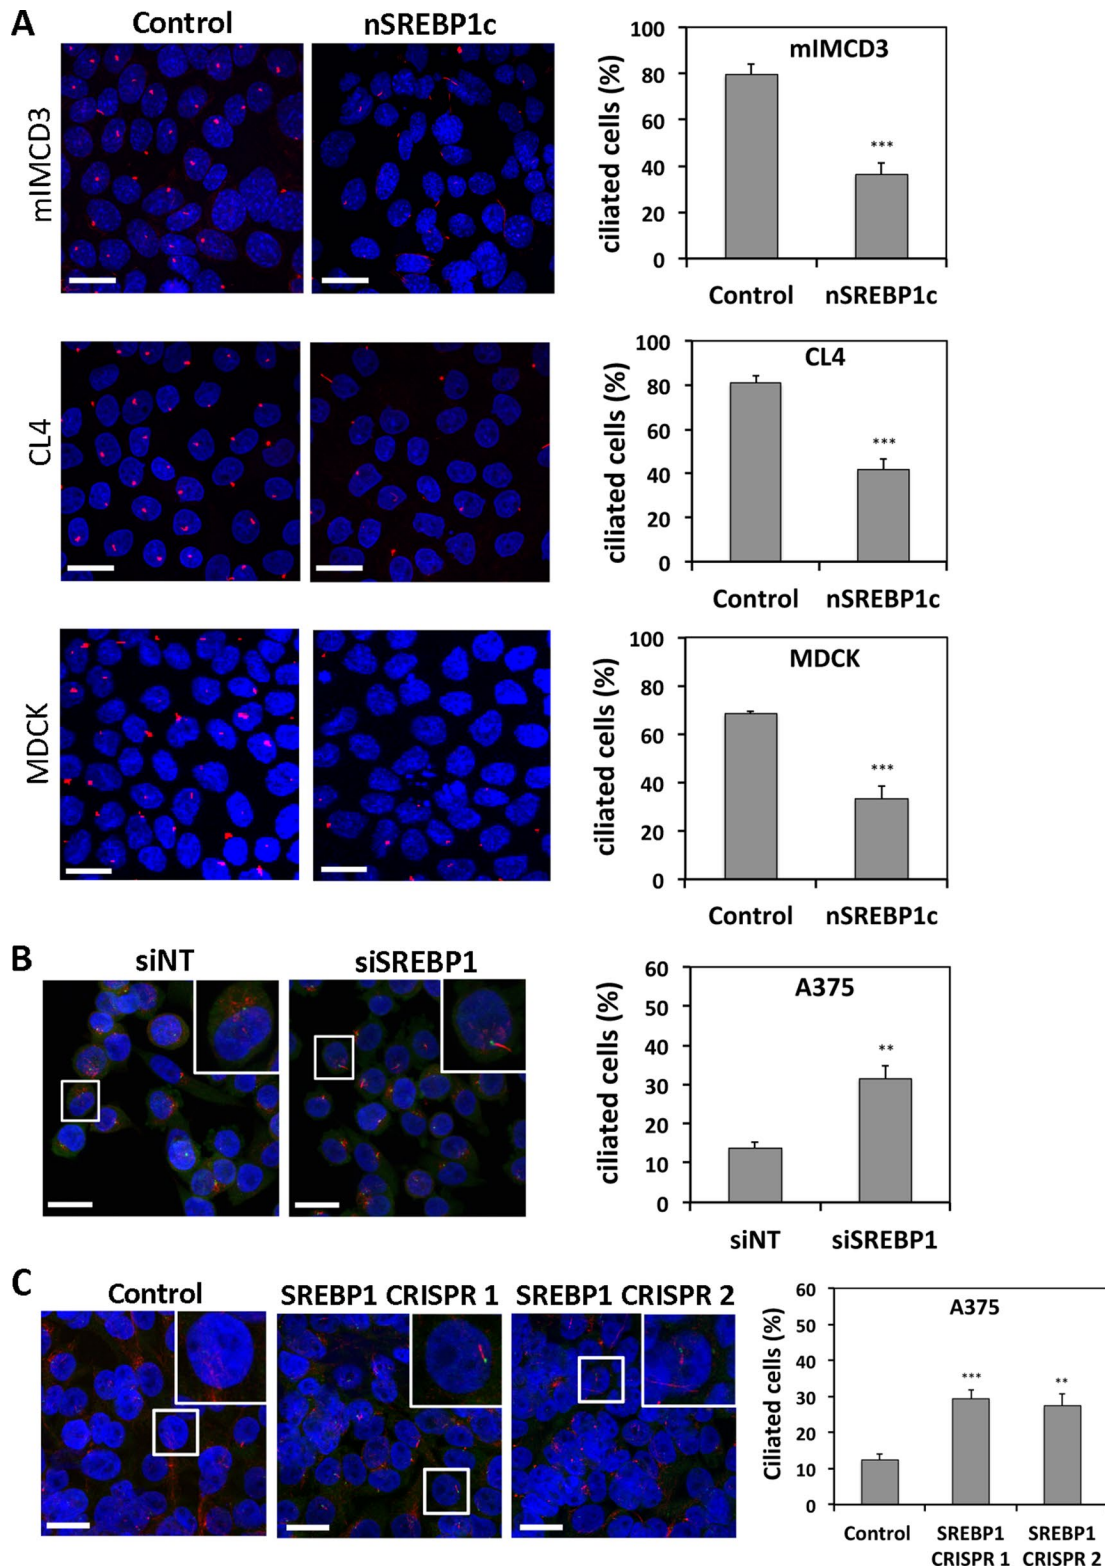 A
Control
nSREBP1c
mIMCD3
ciliated cells (%)
100
80
60
40
20
0
mIMCD3
***
Control
nSREBP1c
CL4
ciliated cells (%)
100
80
60
40
20
0
CL4
***
Control
nSREBP1c
MDCK
ciliated cells (%)
100
80
60
40
20
0
MDCK
***
Control
nSREBP1c
B
siNT
siSREBP1
ciliated cells (%)
60
50
40
30
20
10
0
A375
**
siNT
siSREBP1
C
Control
SREBP1 CRISPR 1
SREBP1 CRISPR 2
Ciliated cells (%)
60
50
40
30
20
10
0
A375
***
**
Control
SREBP1
CRISPR 1
SREBP1
CRISPR 2